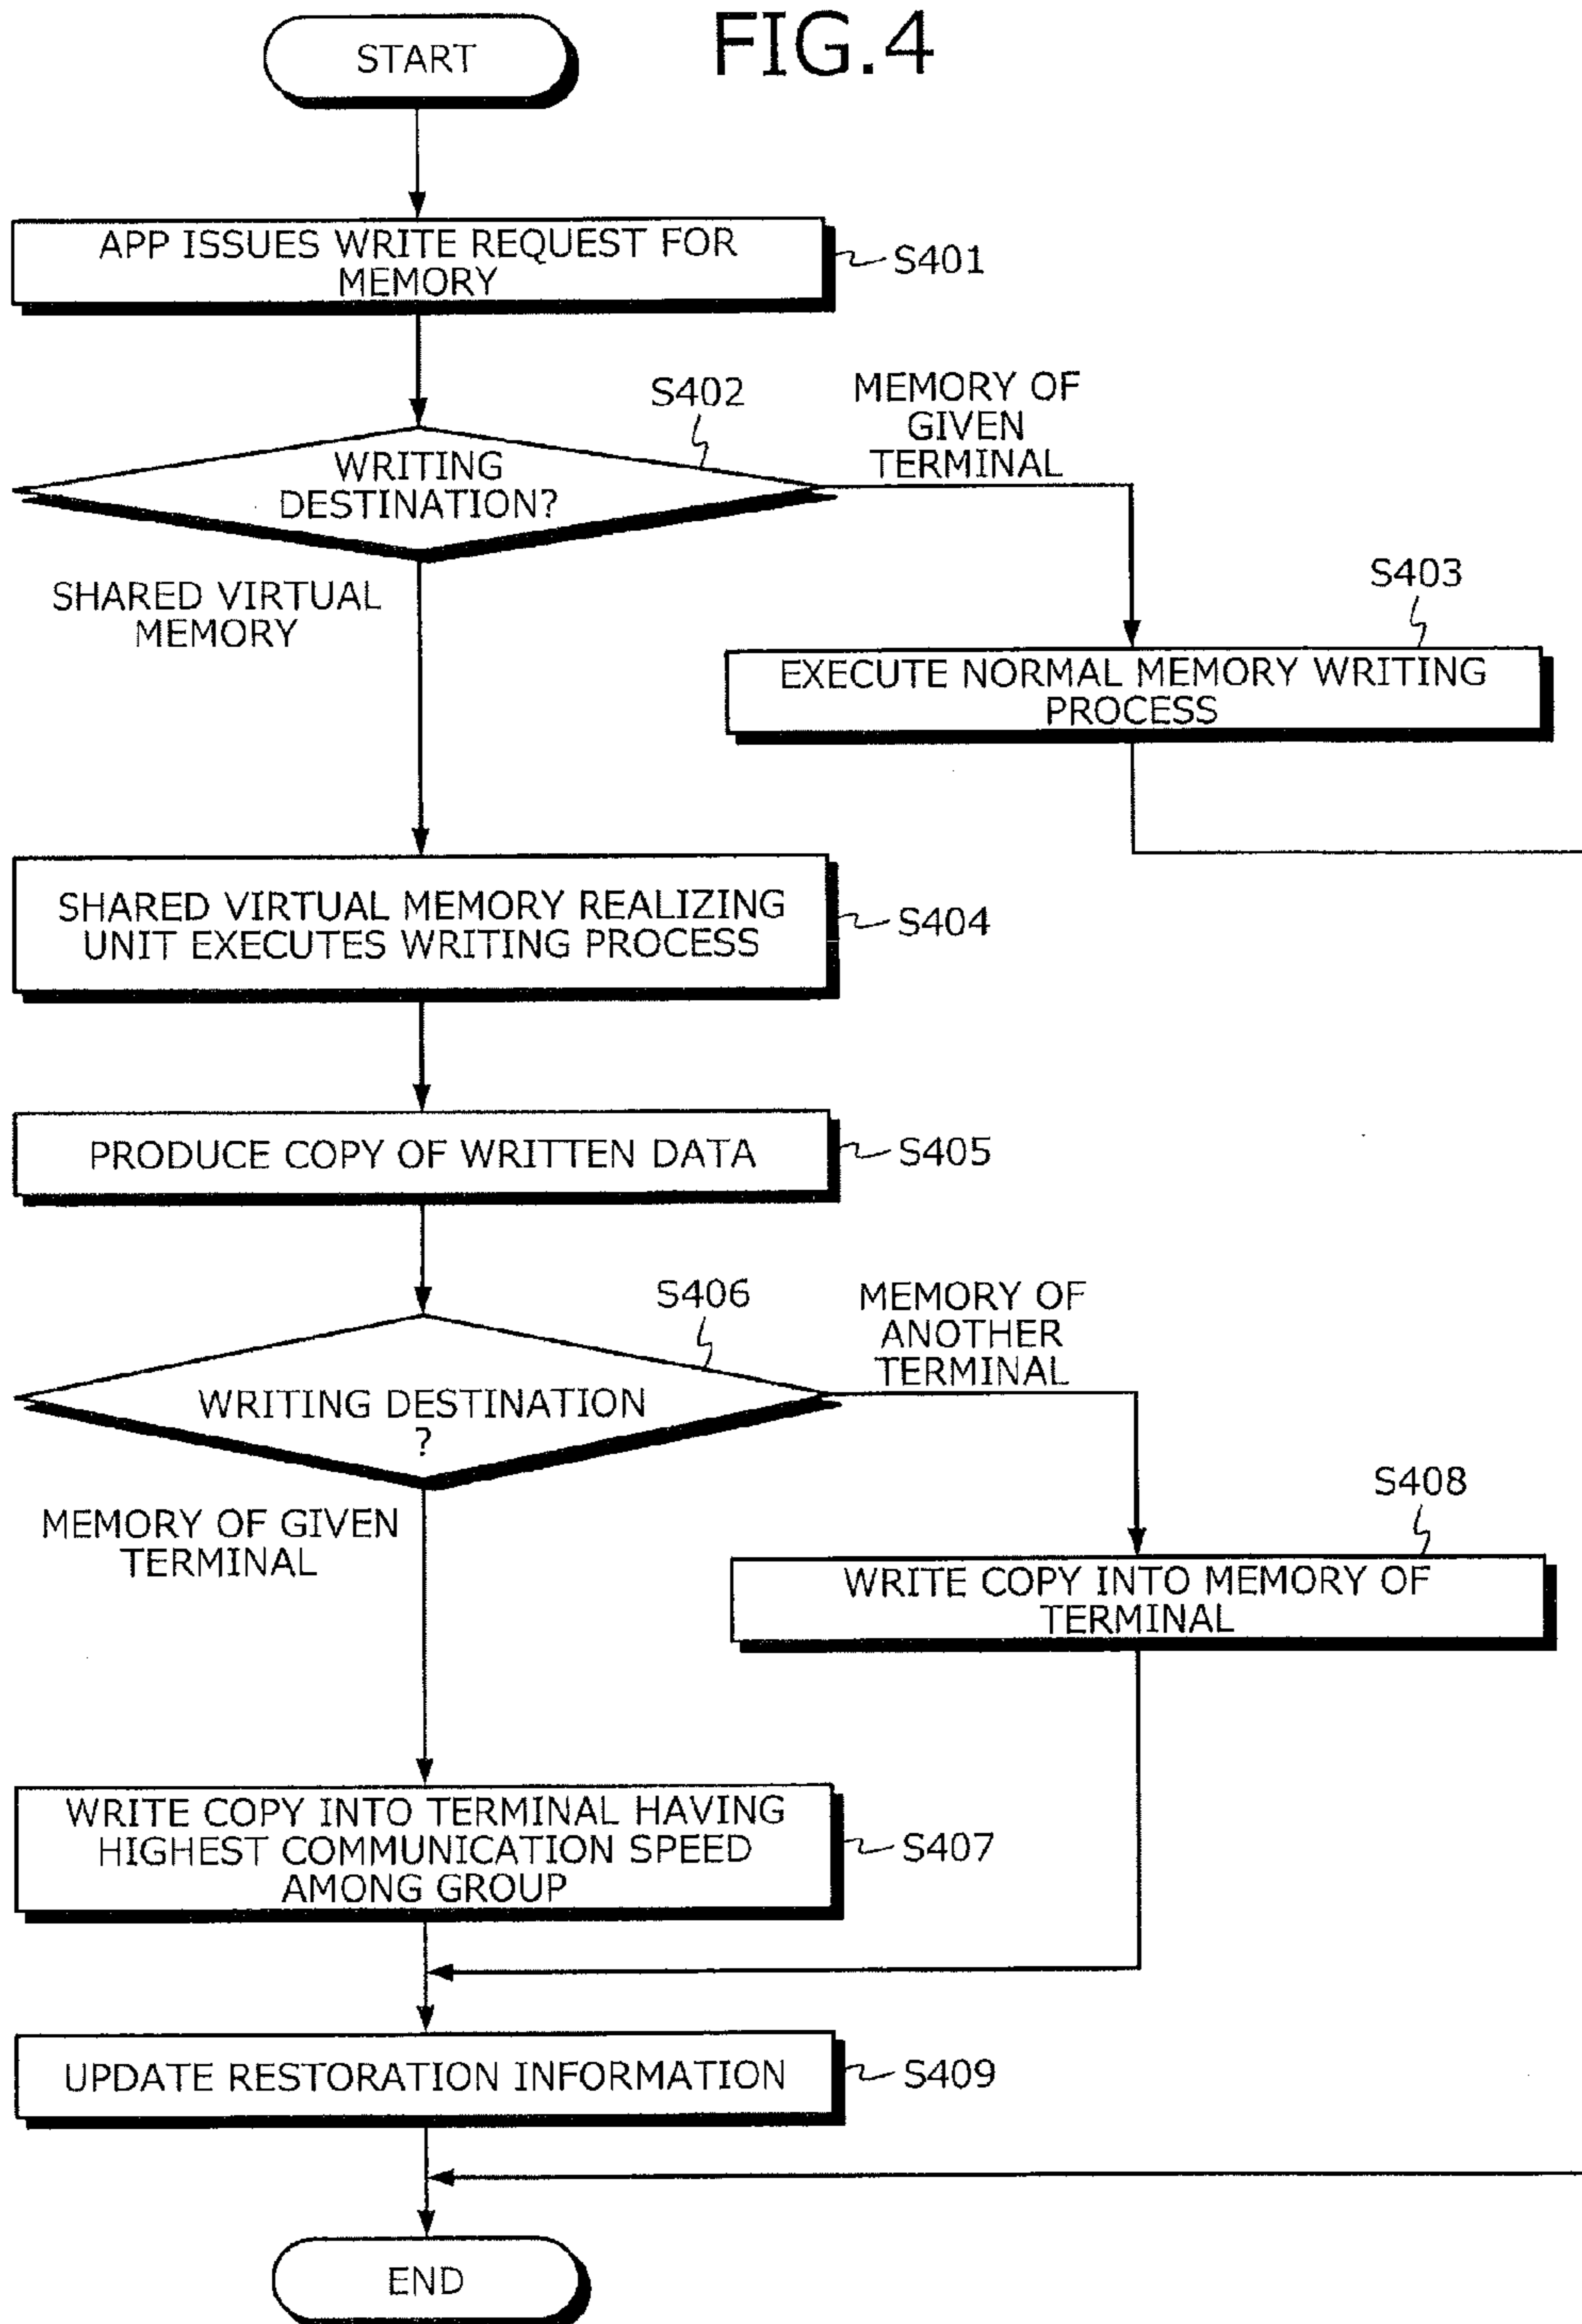 FIG.4
START
APP ISSUES WRITE REQUEST FOR
MEMORY
S401
S402
WRITING
DESTINATION?
MEMORY OF
GIVEN
TERMINAL
SHARED VIRTUAL
MEMORY
S403
EXECUTE NORMAL MEMORY WRITING
PROCESS
SHARED VIRTUAL MEMORY REALIZING
UNIT EXECUTES WRITING PROCESS
S404
PRODUCE COPY OF WRITTEN DATA
S405
S406
WRITING DESTINATION
?
MEMORY OF
ANOTHER
TERMINAL
MEMORY OF GIVEN
TERMINAL
S408
WRITE COPY INTO MEMORY OF
TERMINAL
WRITE COPY INTO TERMINAL HAVING
HIGHEST COMMUNICATION SPEED
AMONG GROUP
S407
UPDATE RESTORATION INFORMATION
S409
END